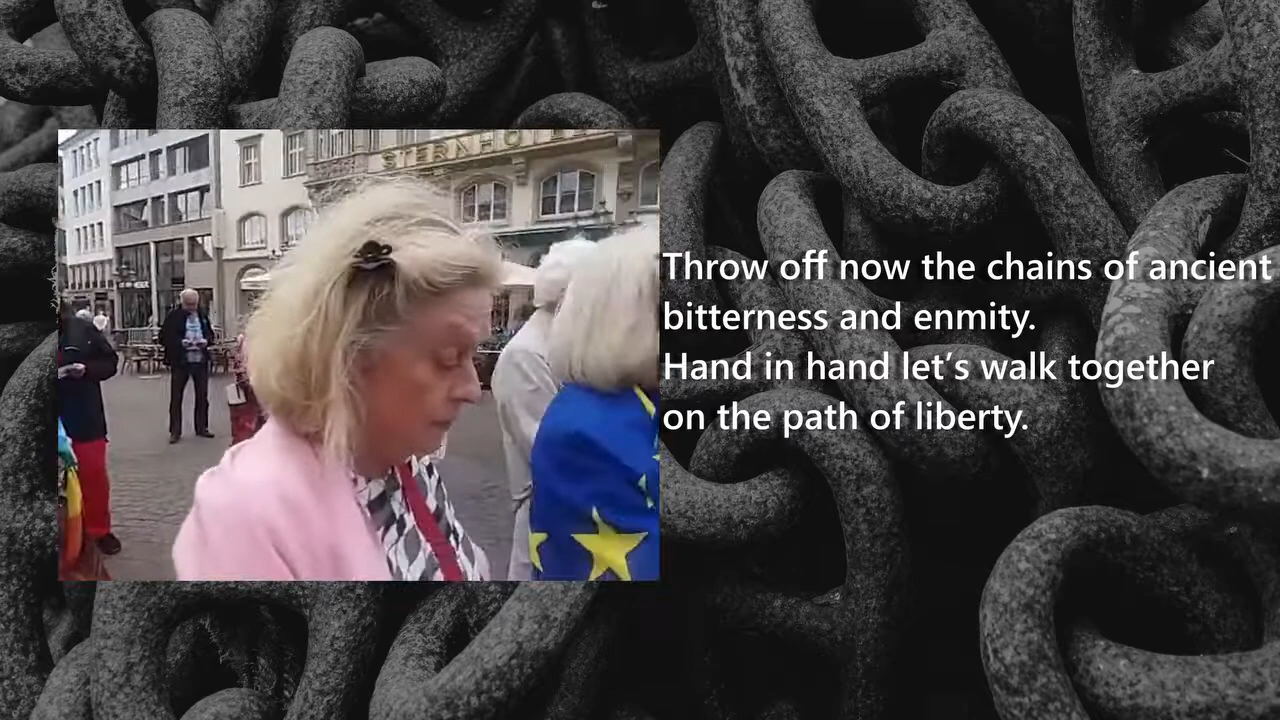 STERNHO
Throw off now the chains of ancient
bitterness and enmity.
Hand in hand let’s walk together
on the path of liberty.